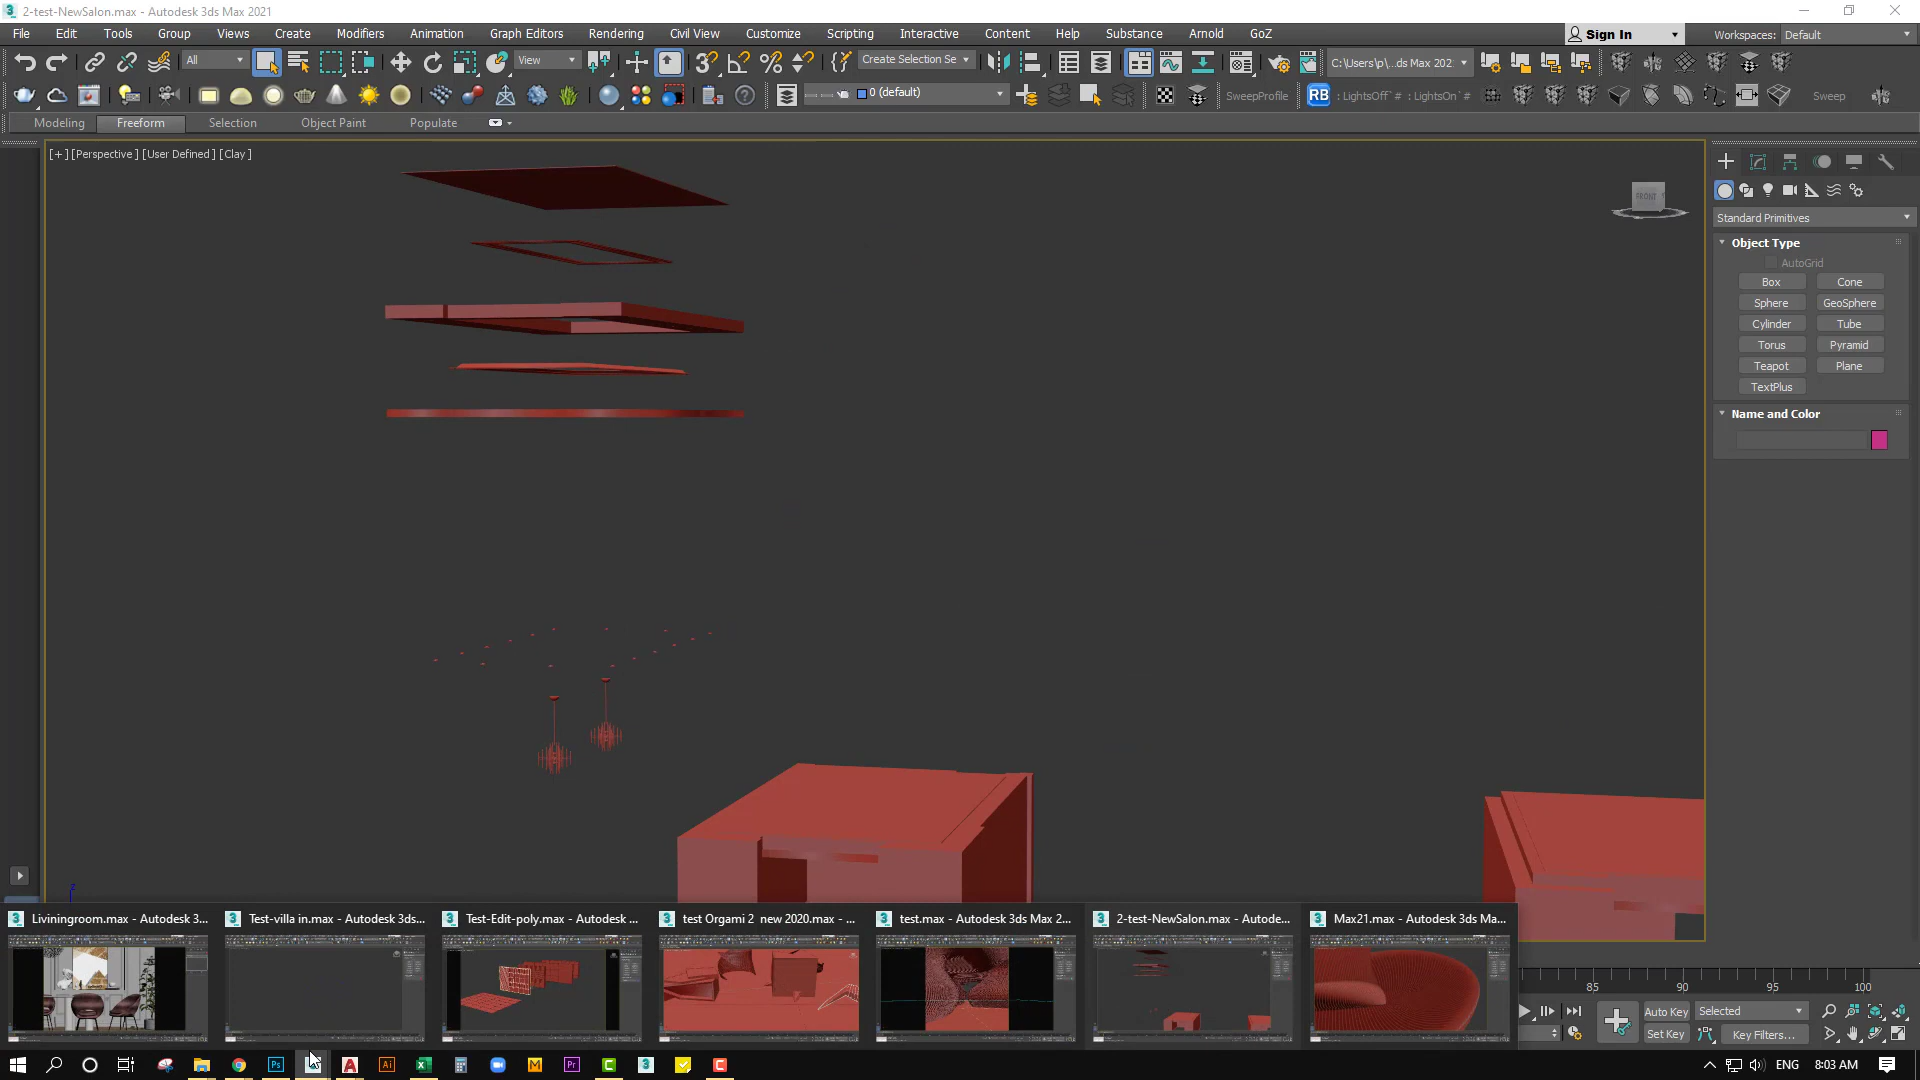 2-test-NewSalon.max - Autodesk 3ds Max 2021
File Edit Tools Group Views Create Modifiers Animation Graph Editors Rendering Civil View Customize Scripting Interactive Content Help Substance Arnold GoZ Sign In Workspaces: Default
All View Create Selection Se C:\Users\p\...ds Max 202
0 (default) SweepProfile RB : LightsOff # : LightsOn # Sweep
Modeling Freeform Selection Object Paint Populate
[+] [Perspective] [User Defined] [Clay]
FRONT
Standard Primitives
Object Type
AutoGrid
Box Cone
Sphere GeoSphere
Cylinder Tube
Torus Pyramid
Teapot Plane
TextPlus
Name and Color
z
Liviningroom.max - Autodesk 3... Test-villa in.max - Autodesk 3ds... Test-Edit-poly.max - Autodesk ... test Orgami 2 new 2020.max - ... test.max - Autodesk 3ds Max 2... 2-test-NewSalon.max - Autode... Max21.max - Autodesk 3ds Ma...
85 90 95 100
Auto Key Selected
Set Key Key Filters...
Ps A Ai M Pr C C
ENG 8:03 AM